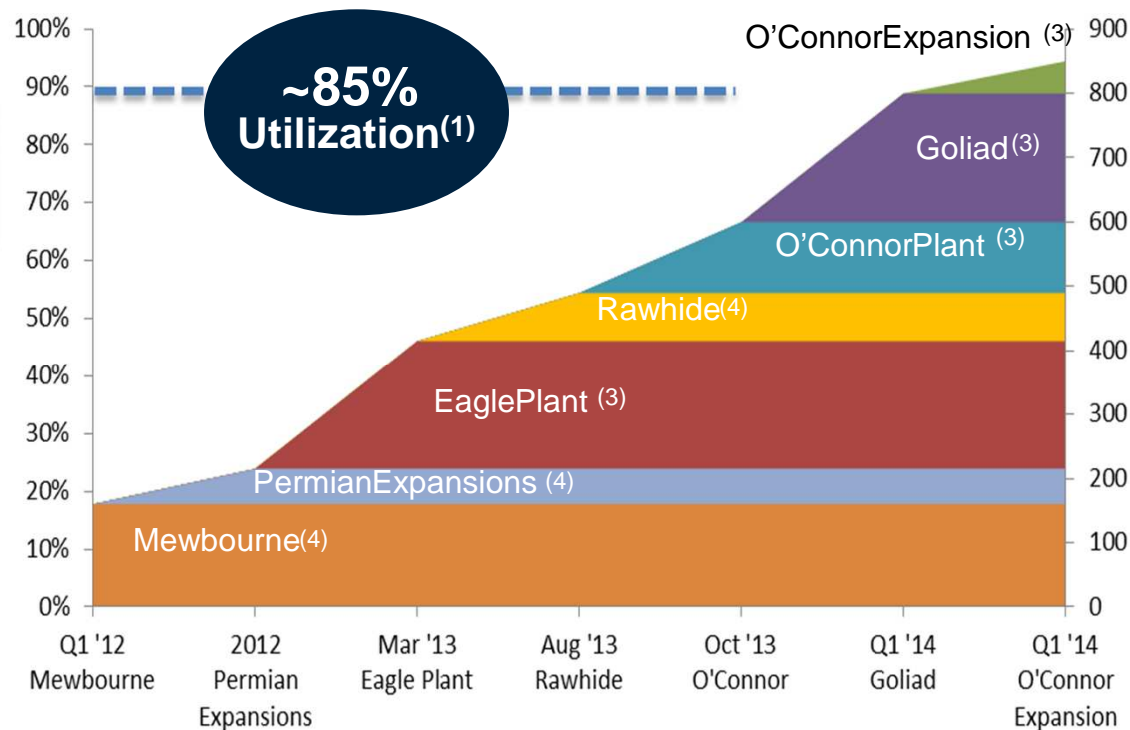 100%
90%
80%
70%
60%
50%
40%
30%
20%
10%
0%
~85%
Utilization(1)
O’ConnorExpansion (3)
Goliad(3)
O’ConnorPlant (3)
Rawhide(4)
EaglePlant (3)
PermianExpansions (4)
Mewbourne(4)
900
800
700
600
500
400
300
200
100
0
Q1 '12
Mewbourne
2012
Permian
Expansions
Mar '13
Eagle Plant
Aug '13
Rawhide
Oct '13
O'Connor
Q1 '14
Goliad
Q1 '14
O'Connor
Expansion